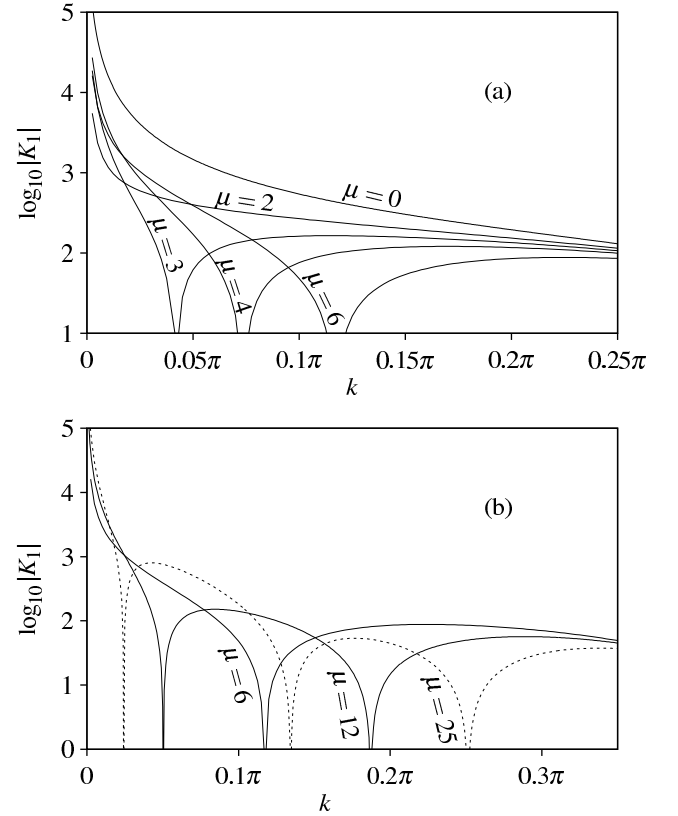 5
(a)
4
log10|K1|
3
μ = 0
μ = 2
μ = 3
μ = 4
μ = 6
2
1
0 0.05π 0.1π 0.15π 0.2π 0.25π
k
5
(b)
4
log10|K1|
3
2
μ = 6
μ = 12
μ = 25
1
0
0 0.1π 0.2π 0.3π
k